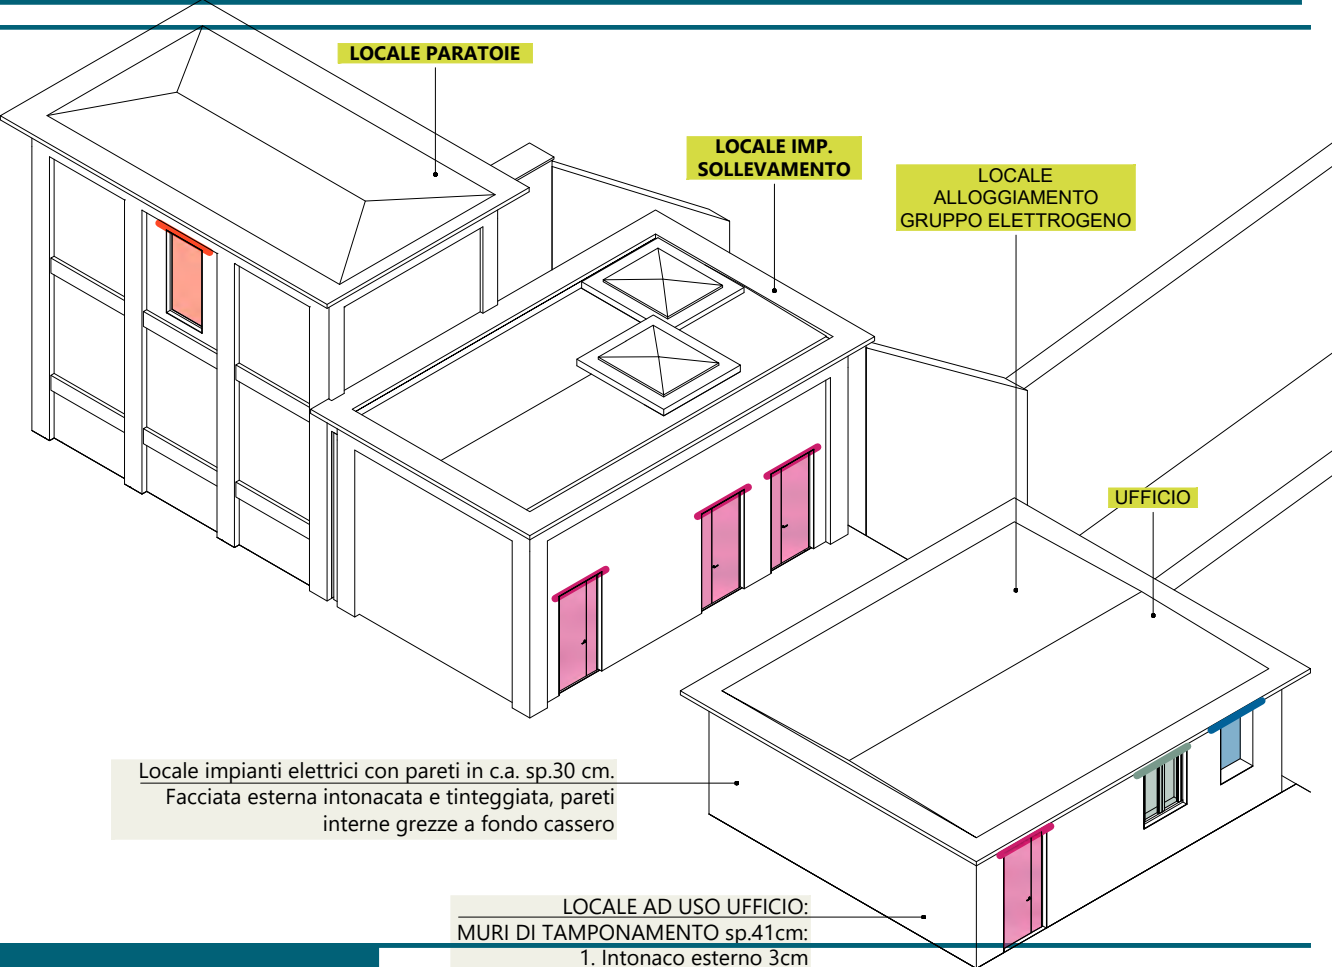 LOCALE PARATOIE
LOCALE IMP.
SOLLEVAMENTO
LOCALE
ALLOGGIAMENTO
GRUPPO ELETTROGENO
UFFICIO
Locale impianti elettrici con pareti in c.a. sp.30 cm.
Facciata esterna intonacata e tinteggiata, pareti
interne grezze a fondo cassero
LOCALE AD USO UFFICIO:
MURI DI TAMPONAMENTO sp.41cm:
1. Intonaco esterno 3cm